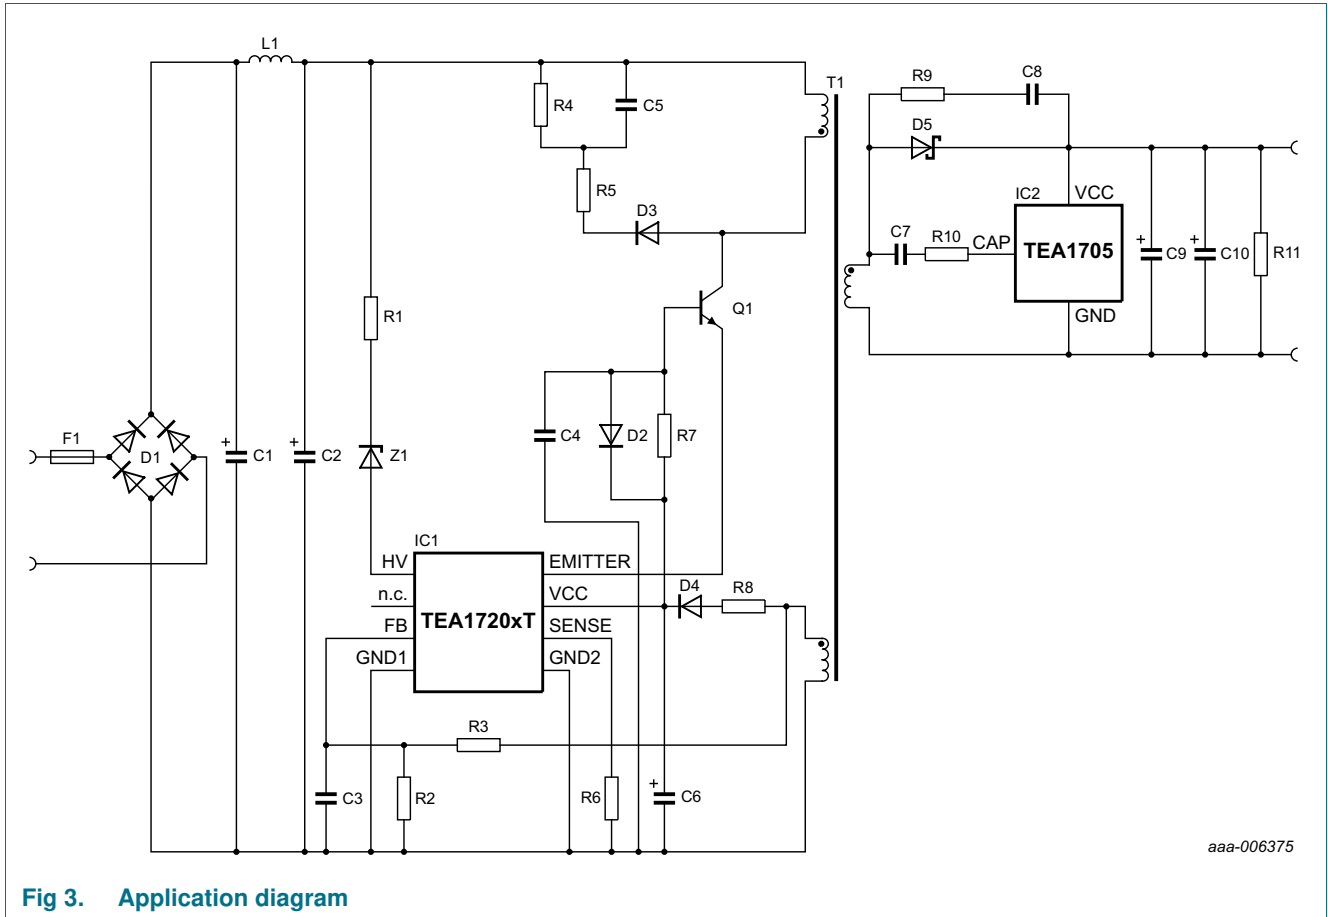 L1
T1
R4
C5
R9
C8
D5
R5
D3
IC2
VCC
C7
R10
CAP
TEA1705
+
C9
+
C10
R11
GND
R1
Q1
F1
D1
+
C1
+
C2
Z1
C4
D2
R7
IC1
HV
EMITTER
n.c.
VCC
D4
R8
TEA1720xT
FB
SENSE
GND1
GND2
R3
C3
R2
R6
+
C6
aaa-006375
Fig 3. Application diagram